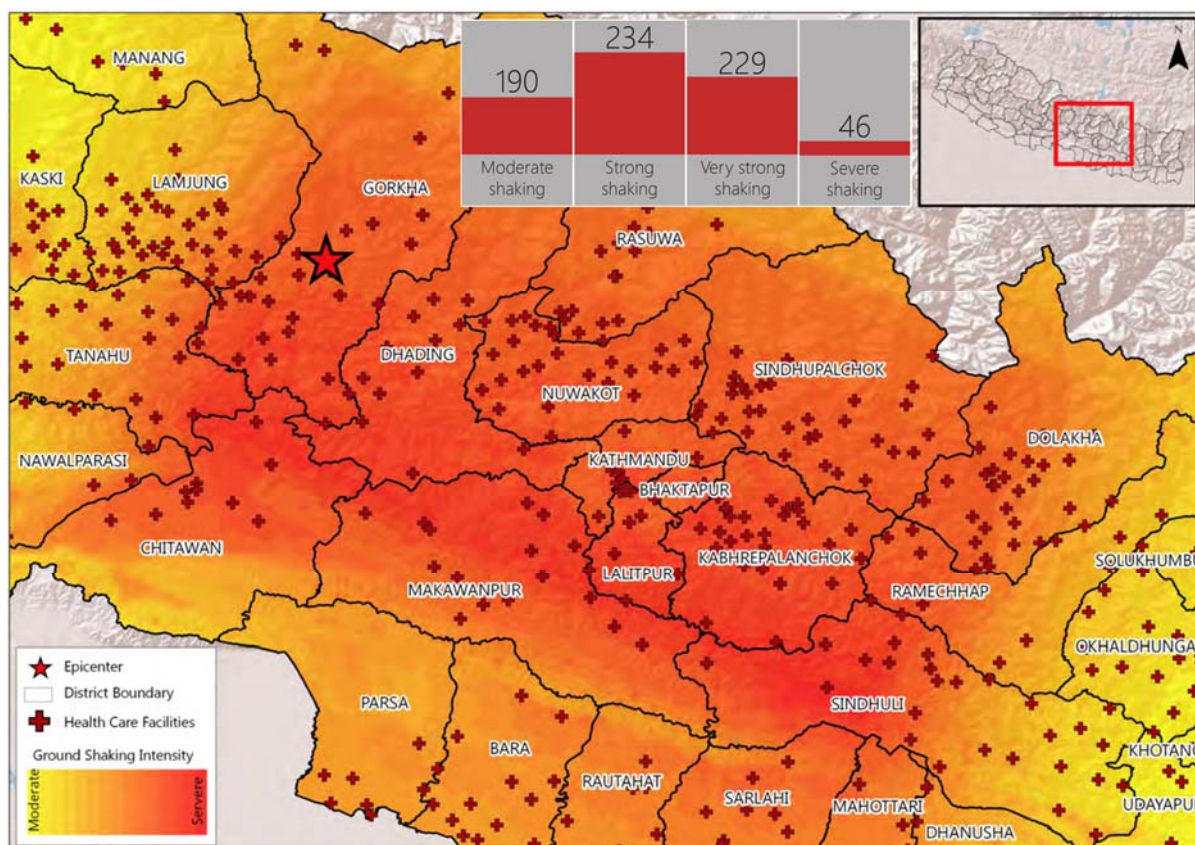 190
234
229
46
Moderate
shaking
Strong
shaking
Very strong
shaking
Severe
shaking
N
MANANG
KASKI
LAMJUNG
GORKHA
RASUWA
TANAHU
DHADING
NUWAKOT
SINDHUPALCHOK
DOLAKHA
NAWALPARASI
KATHMANDU
BHAKTAPUR
CHITAWAN
MAKAWANPUR
LALITPUR
KABHREPALANCHOK
RAMECHHAP
SOLUKHUMBU
OKHALDHUNGA
PARSA
SINDHULI
BARA
RAUTAHAT
SARLAHI
MAHOTTARI
DHANUSHA
KHOTANG
UDAYAPUR
Epicenter
District Boundary
Health Care Facilities
Ground Shaking Intensity
Moderate
Servere